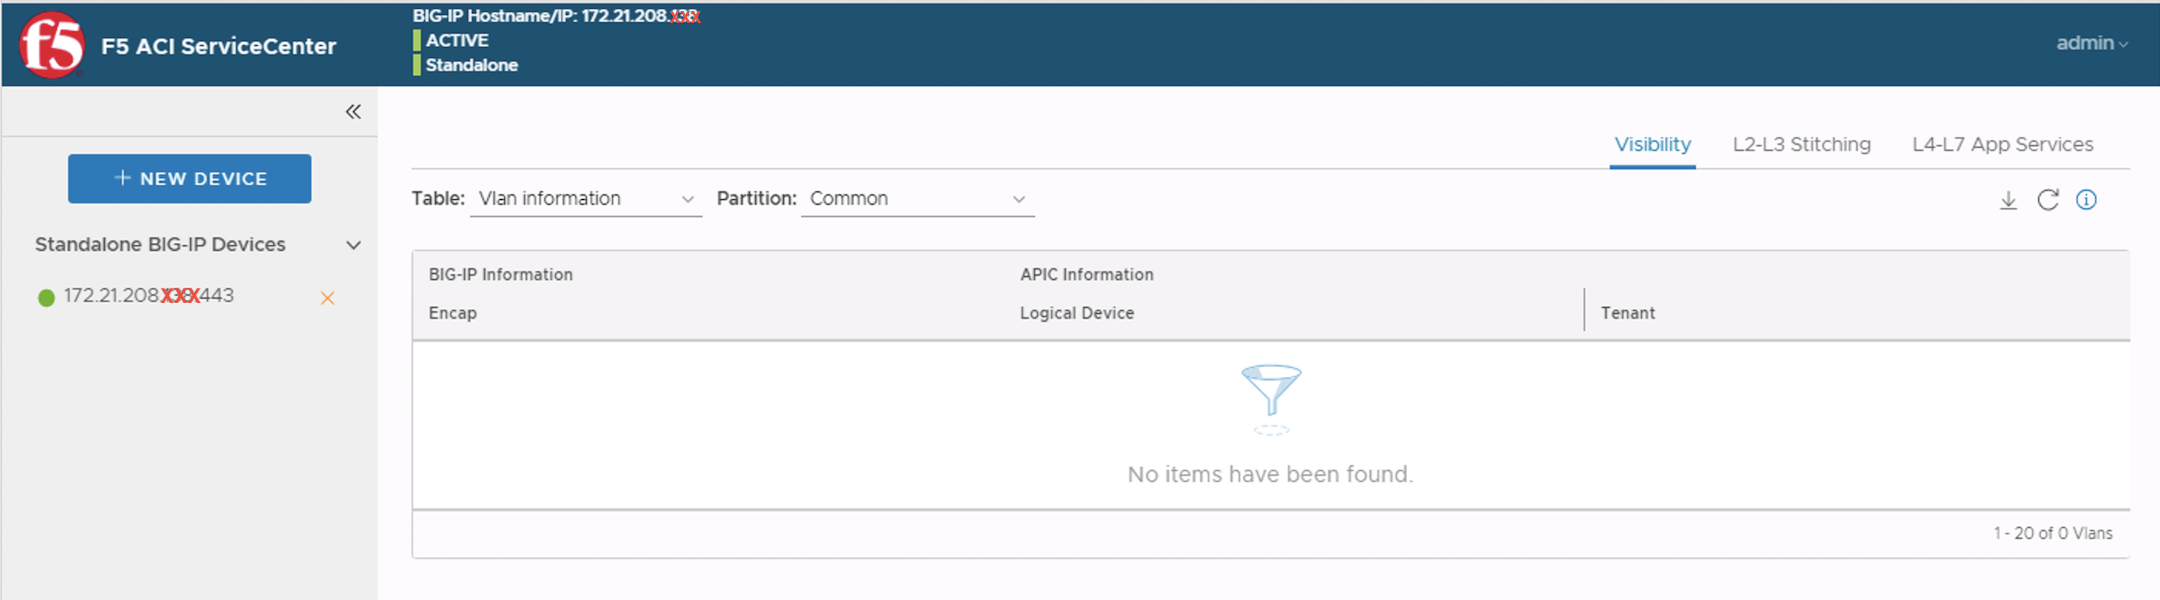 f5
F5 ACI ServiceCenter
BIG-IP Hostname/IP: 172.21.208.XXX
ACTIVE
Standalone
admin
+ NEW DEVICE
Standalone BIG-IP Devices
172.21.208.XXX:443
Visibility L2-L3 Stitching L4-L7 App Services
Table: Vlan information Partition: Common
BIG-IP Information APIC Information
Encap Logical Device Tenant
No items have been found.
1 - 20 of 0 Vlans